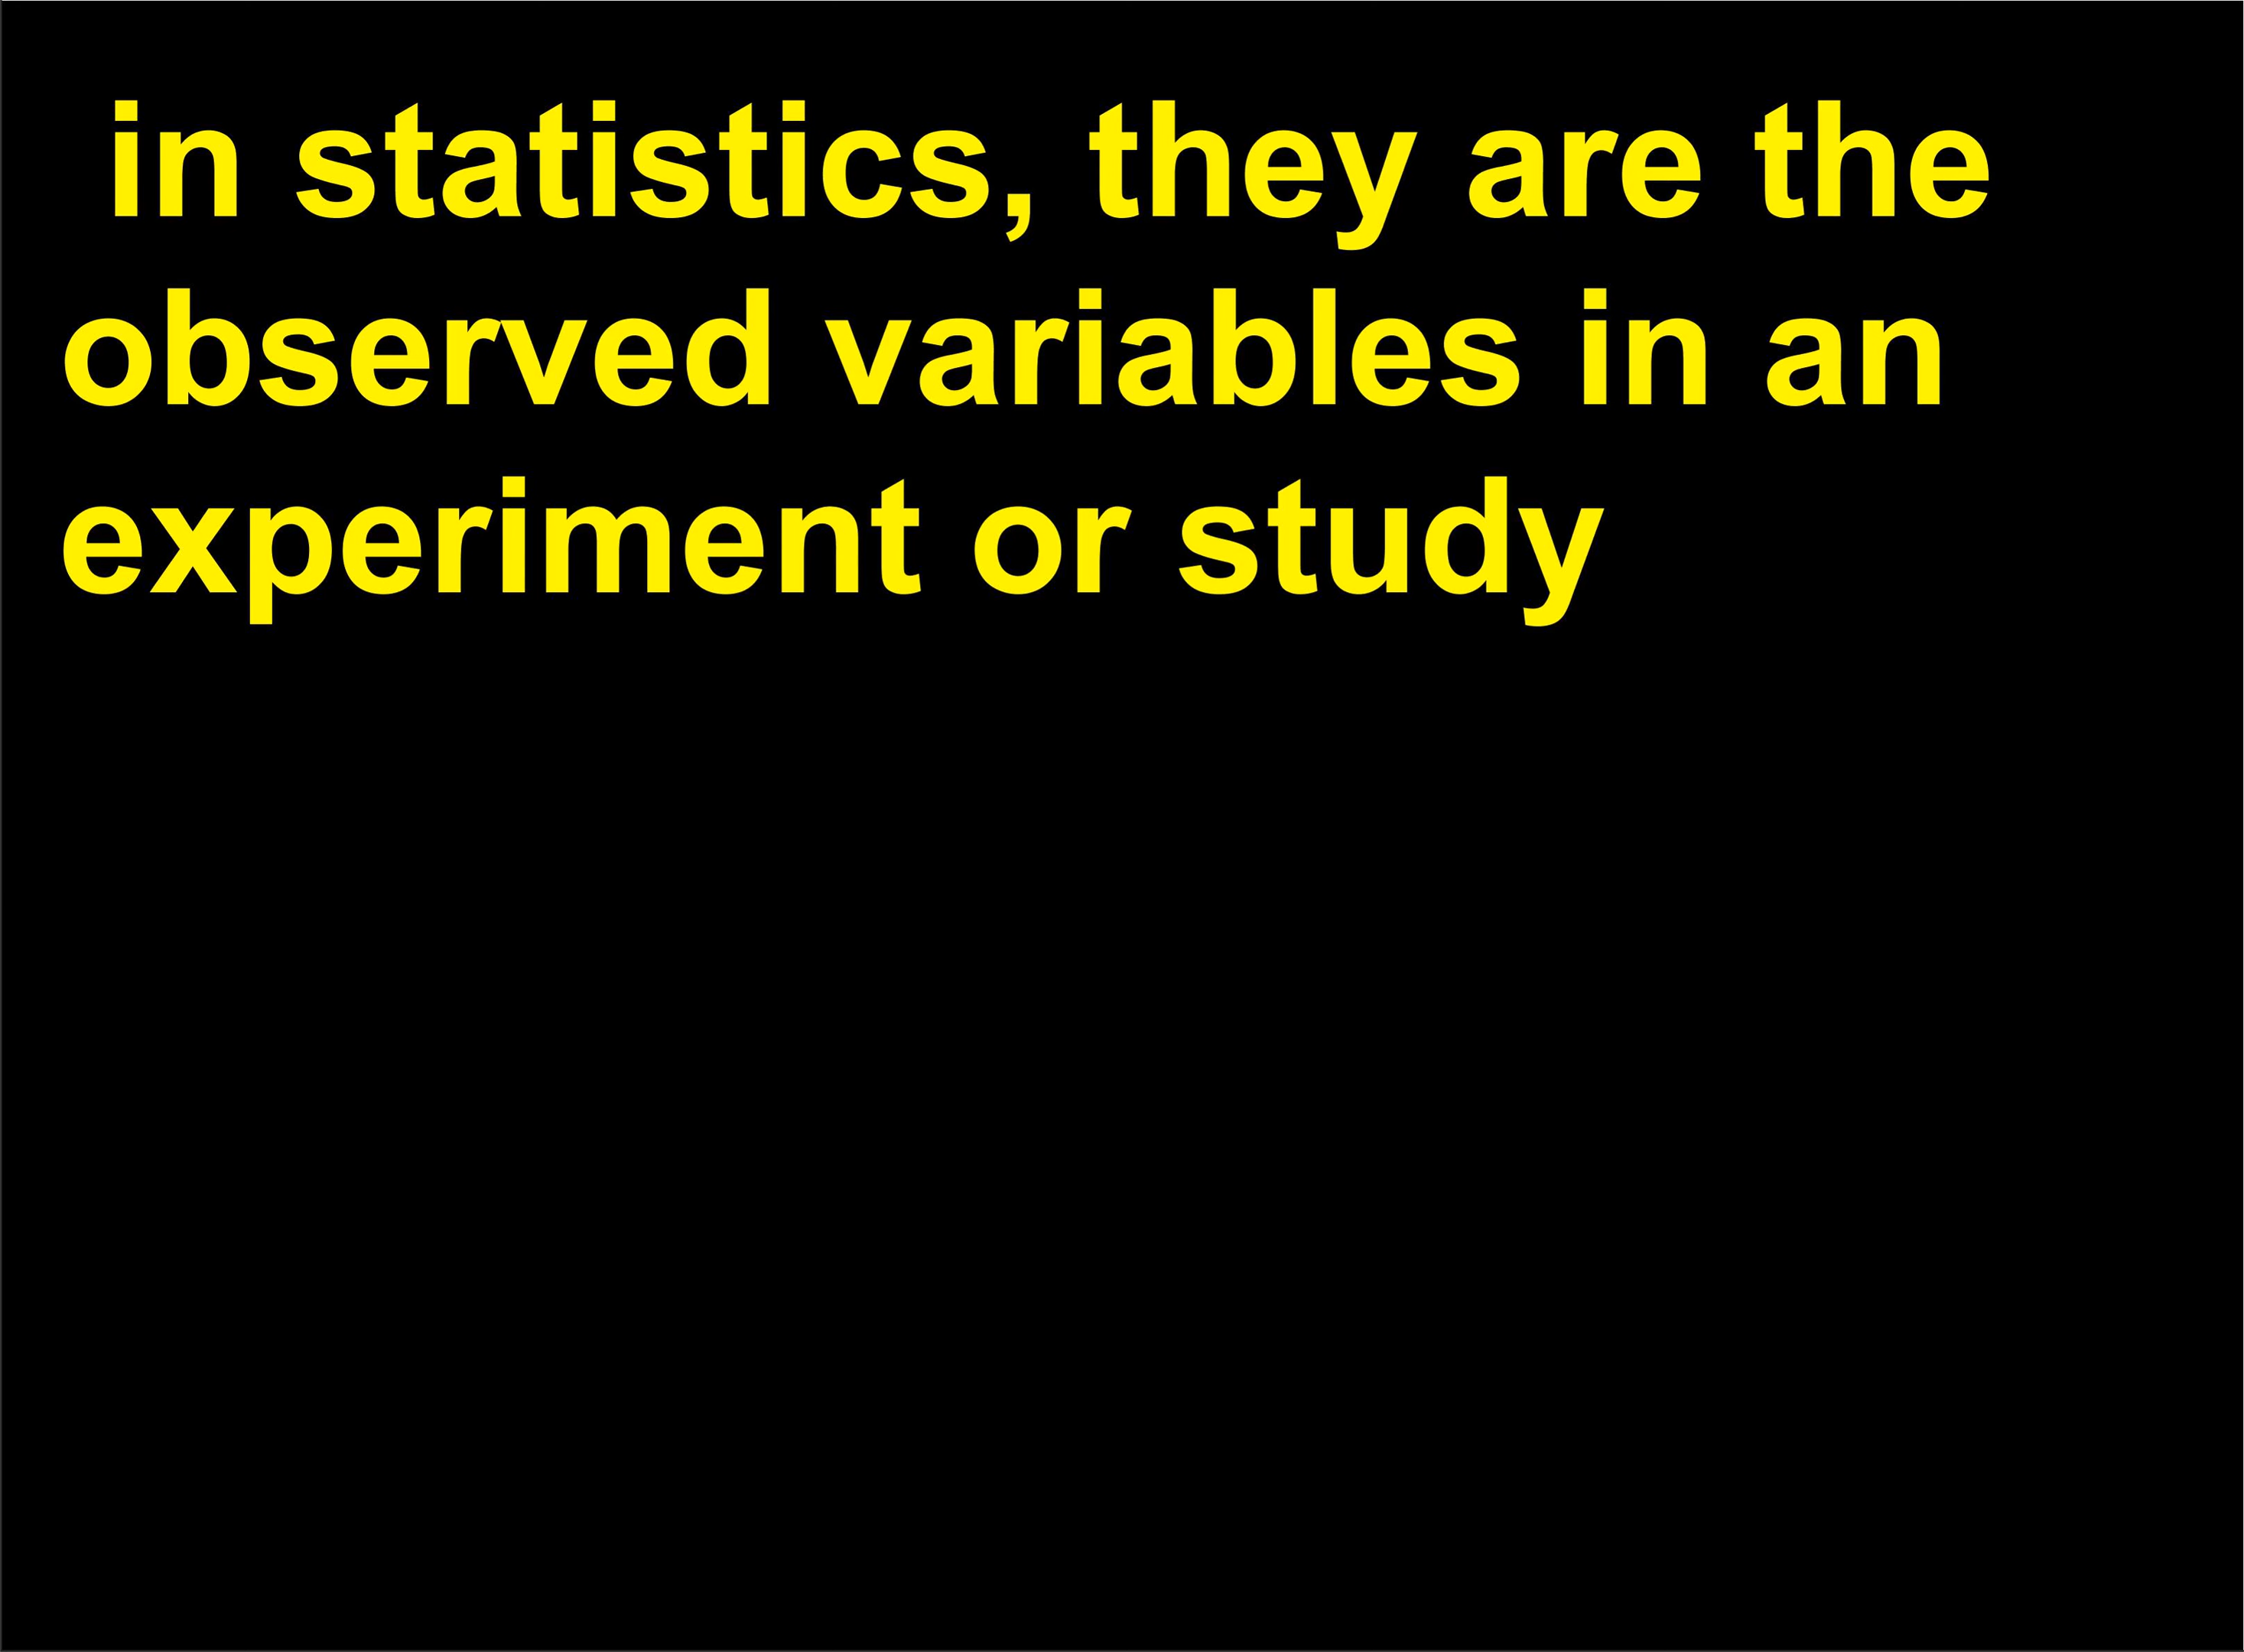 in statistics, they are the
observed variables in an
experiment or study